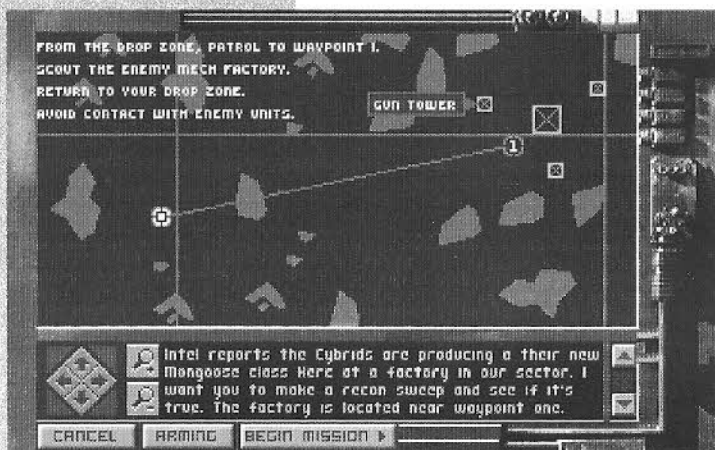 FROM THE DROP ZONE, PATROL TO WAYPOINT 1.
SCOUT THE ENEMY MECH FACTORY.
RETURN TO YOUR DROP ZONE.
AVOID CONTACT WITH ENEMY UNITS.
GUN TOWER
1
Intel reports the Cybrids are producing a their new
Mongoose class Herc at a factory in our sector. I
want you to make a recon sweep and see if it's
true. The factory is located near waypoint one.
CANCEL
ARMING
BEGIN MISSION